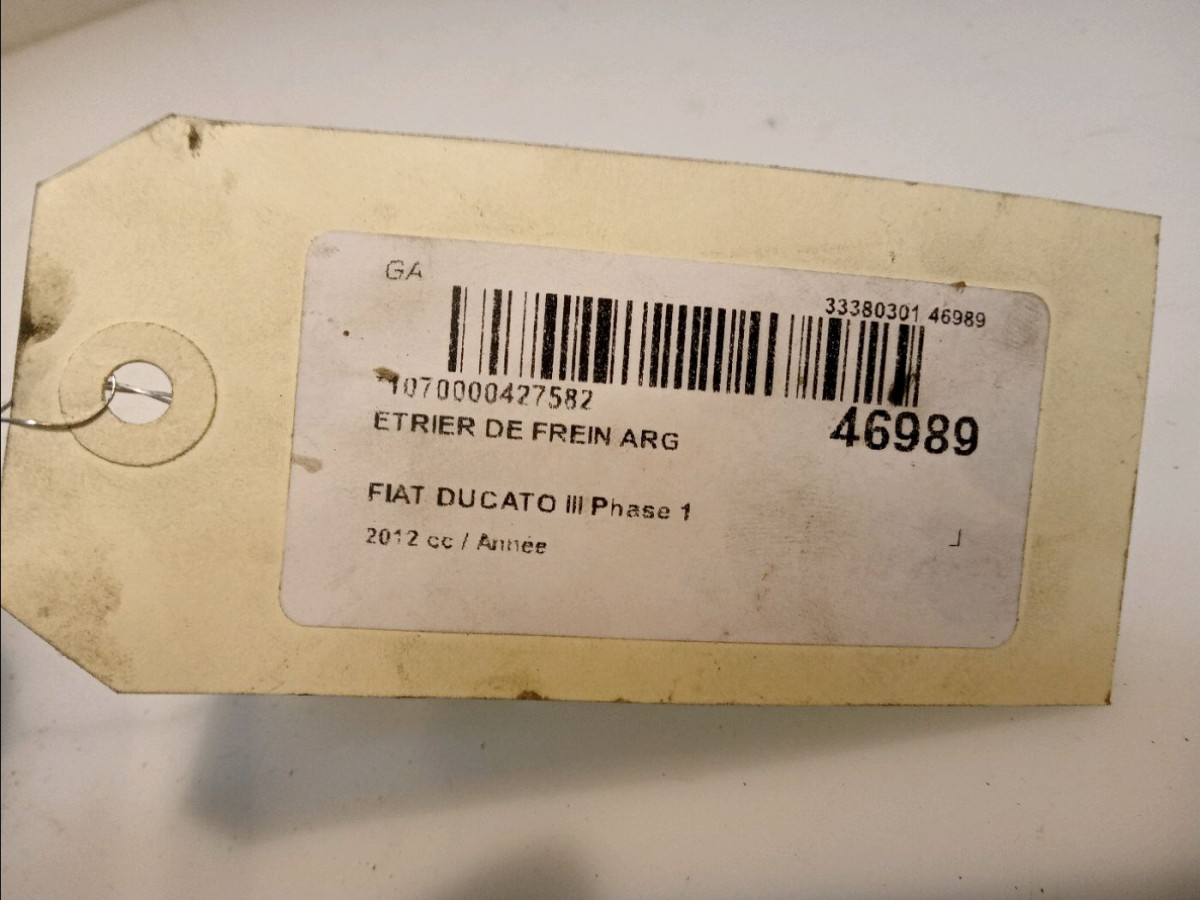 GA
33380301 46989
*1070000427582
46989
ETRIER DE FREIN ARG
FIAT DUCATO III Phase 1
2012 cc / Année